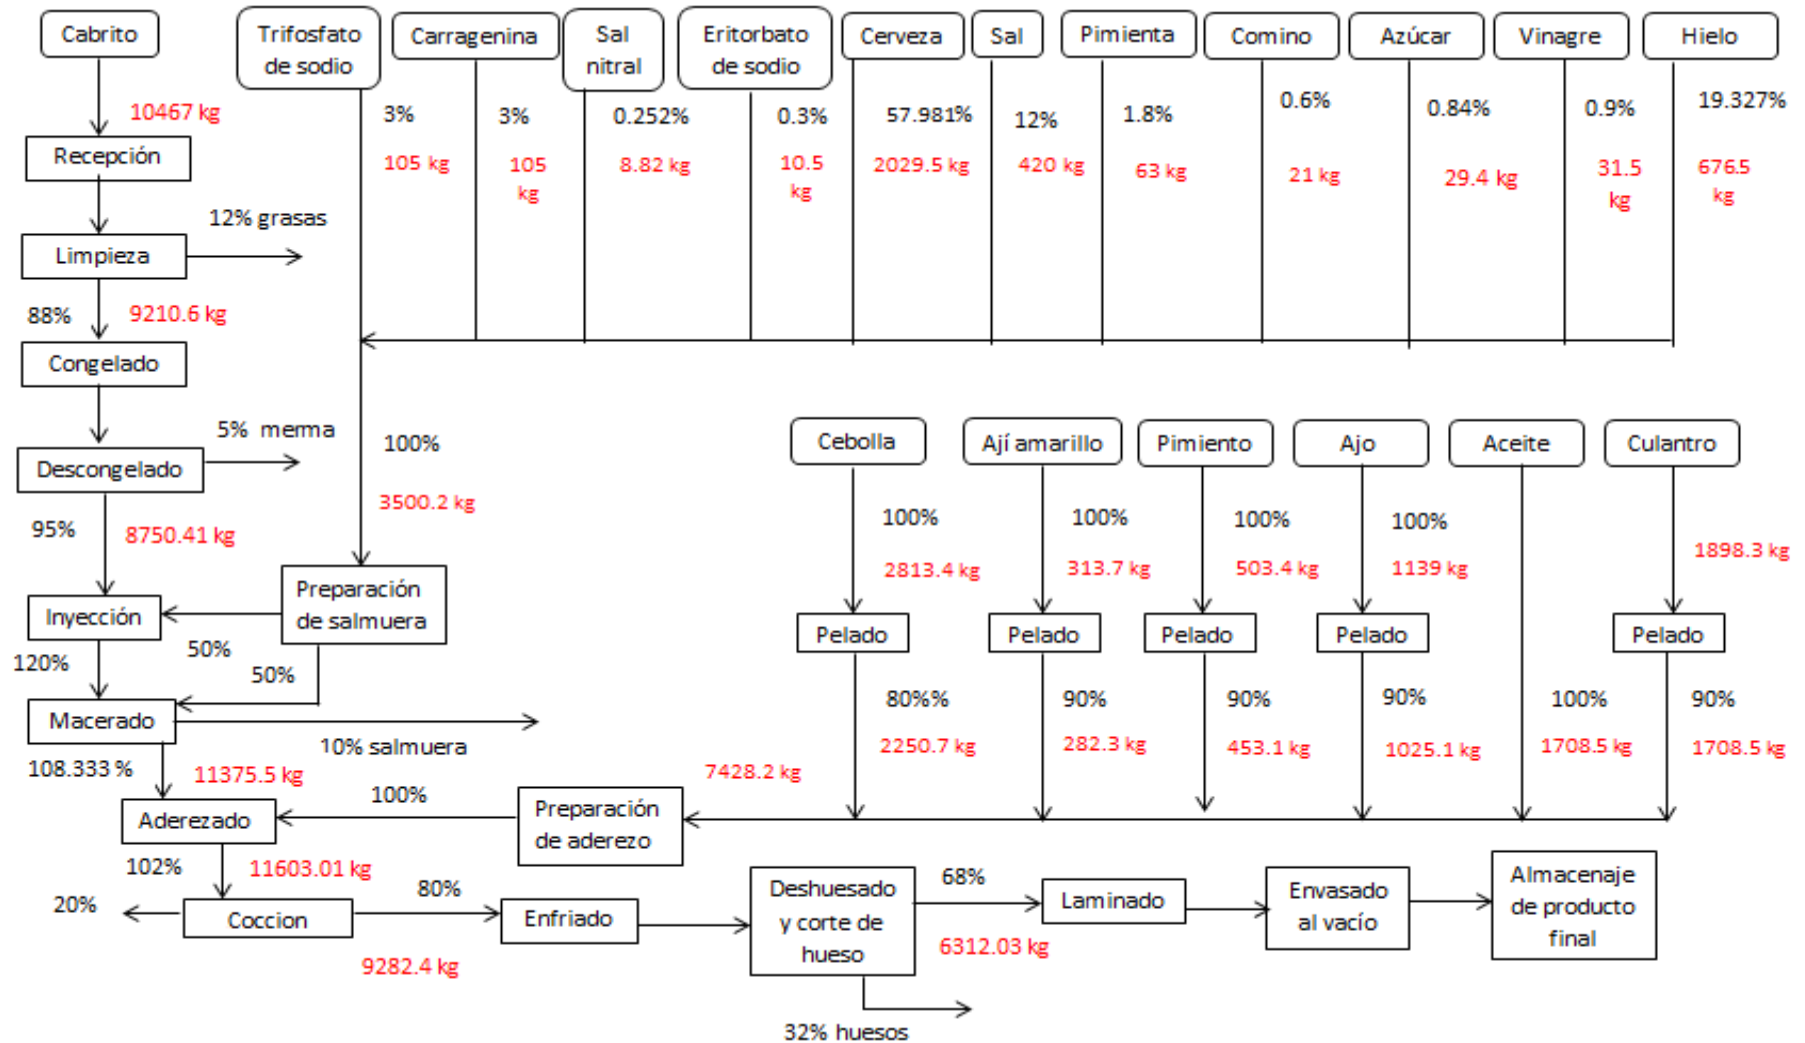 Cabrito
Trifosfato
de sodio
Carragenina
Sal
nitral
Eritorbato
de sodio
Cerveza
Sal
Pimienta
Comino
Azúcar
Vinagre
Hielo
10467 kg
3%
3%
0.252%
0.3%
57.981%
12%
1.8%
0.6%
0.84%
0.9%
19.327%
105 kg
105
kg
8.82 kg
10.5
kg
2029.5 kg
420 kg
63 kg
21 kg
29.4 kg
31.5
kg
676.5
kg
Recepción
12% grasas
Limpieza
88%
9210.6 kg
Congelado
5% merma
Descongelado
100%
3500.2 kg
95%
8750.41 kg
Cebolla
Ají amarillo
Pimiento
Ajo
Aceite
Culantro
100%
100%
100%
100%
2813.4 kg
313.7 kg
503.4 kg
1139 kg
1898.3 kg
Preparación
de salmuera
Inyección
50%
120%
50%
Pelado
Pelado
Pelado
Pelado
Pelado
Macerado
10% salmuera
80%%
90%
90%
90%
100%
90%
2250.7 kg
282.3 kg
453.1 kg
1025.1 kg
1708.5 kg
1708.5 kg
108.333 %
11375.5 kg
100%
7428.2 kg
Aderezado
Preparación
de aderezo
102%
11603.01 kg
20%
Coccion
80%
9282.4 kg
Enfriado
Deshuesado
y corte de
hueso
68%
6312.03 kg
Laminado
Envasado
al vacío
Almacenaje
de producto
final
32% huesos